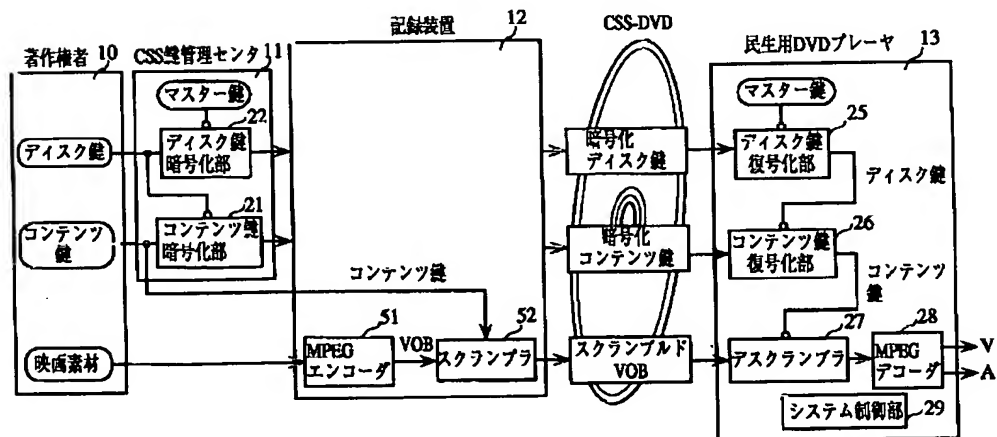 著作権者
10
ディスク鍵
コンテンツ
鍵
映画素材
CSS鍵管理センタ
11
マスター鍵
22
ディスク鍵
暗号化部
21
コンテンツ鍵
暗号化部
記録装置
12
コンテンツ鍵
51
MPEG
エンコーダ
VOB
52
スクランブラ
CSS-DVD
暗号化
ディスク鍵
暗号化
コンテンツ鍵
スクランブルド
VOB
民生用DVDプレーヤ
13
マスター鍵
25
ディスク鍵
復号化部
ディスク鍵
26
コンテンツ鍵
復号化部
コンテンツ
鍵
27
デスクランブラ
28
MPEG
デコーダ
V
A
システム制御部
29